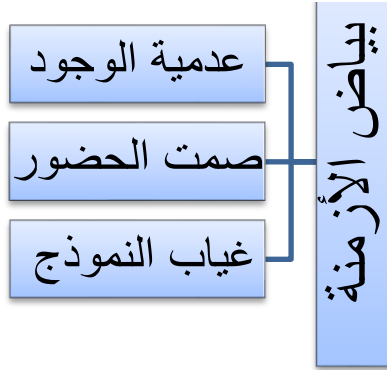 بياض الأزمنة
عدمية الوجود
صمت الحضور
غياب النموذج